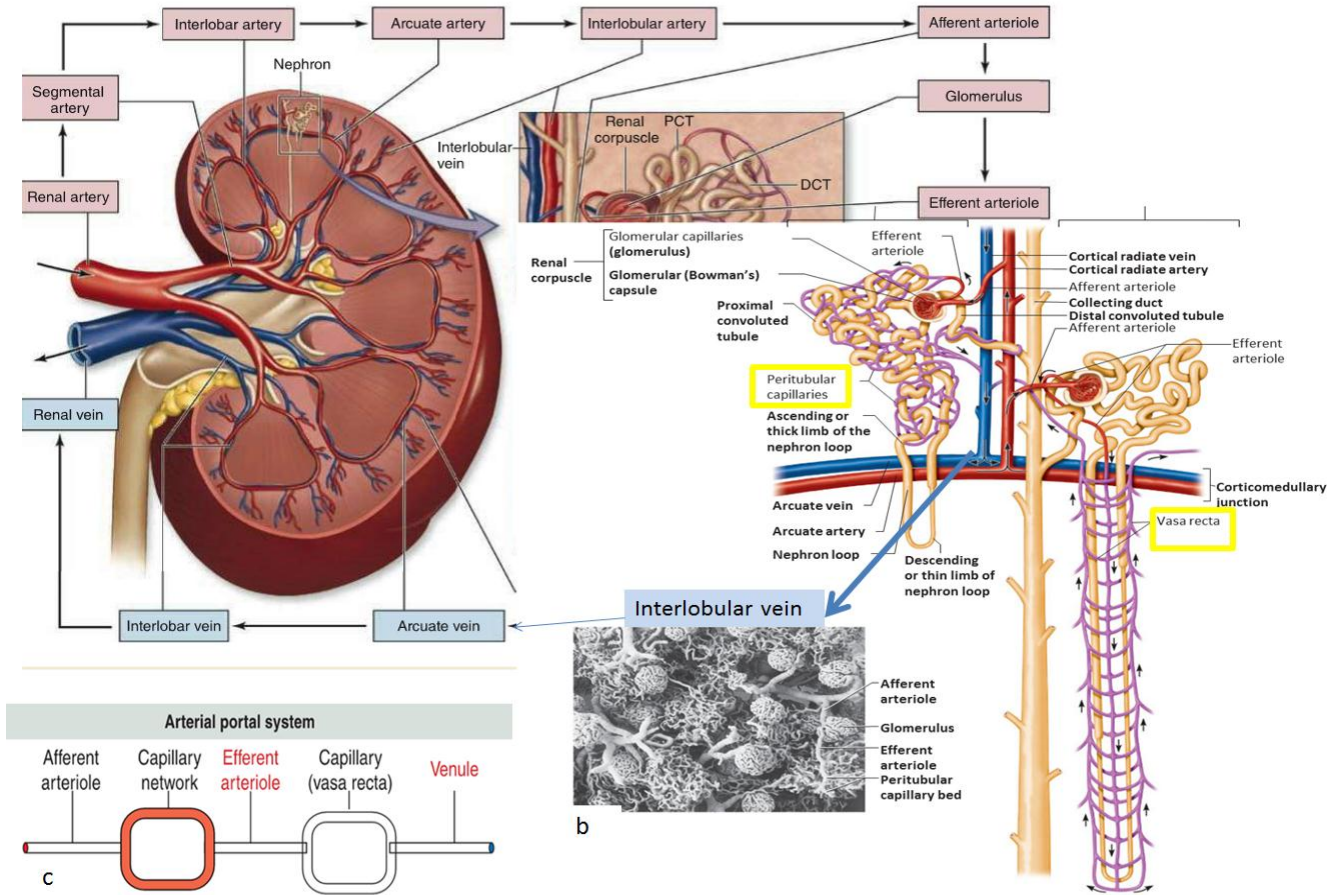 Interlobar artery
Arcuate artery
Interlobular artery
Afferent arteriole
Nephron
Segmental
artery
Glomerulus
Renal
corpuscle
PCT
Interlobular
vein
DCT
Renal artery
Efferent arteriole
Renal
corpuscle
Glomerular capillaries
(glomerulus)
Glomerular (Bowman's)
capsule
Efferent
arteriole
Cortical radiate vein
Cortical radiate artery
Afferent arteriole
Collecting duct
Distal convoluted tubule
Afferent arteriole
Proximal
convoluted
tubule
Efferent
arteriole
Peritubular
capillaries
Renal vein
Ascending or
thick limb of the
nephron loop
Corticomedullary
junction
Arcuate vein
Arcuate artery
Nephron loop
Vasa recta
Descending
or thin limb of
nephron loop
Interlobular vein
Interlobar vein
Arcuate vein
Afferent
arteriole
Glomerulus
Efferent
arteriole
Peritubular
capillary bed
b
Arterial portal system
Afferent
arteriole
Capillary
network
Efferent
arteriole
Capillary
(vasa recta)
Venule
c